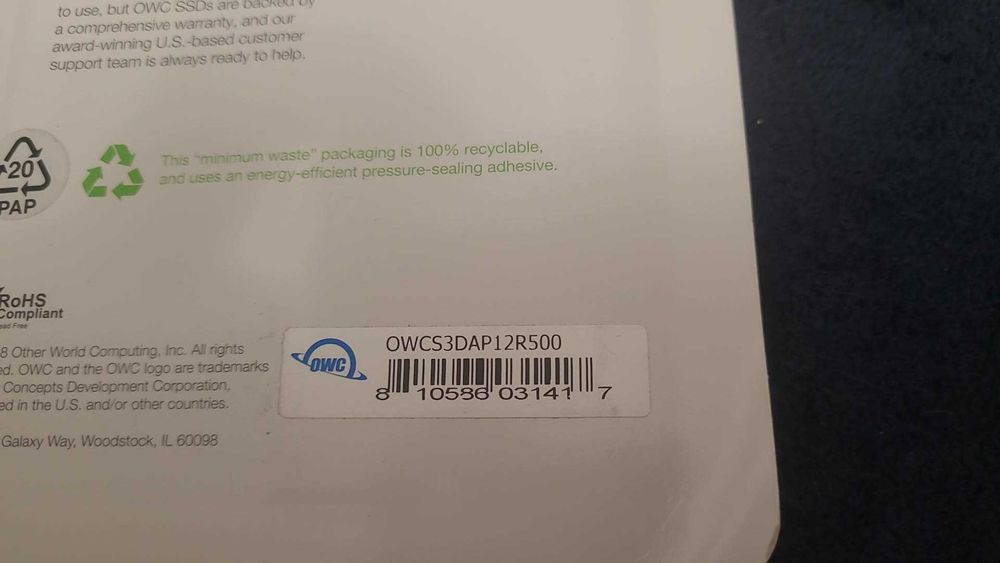 to use, but OWC SSDs are backed by
a comprehensive warranty, and our
award-winning U.S.-based customer
support team is always ready to help.
20
PAP
This "minimum waste" packaging is 100% recyclable,
and uses an energy-efficient pressure-sealing adhesive.
RoHS
Compliant
Free
8 Other World Computing, Inc. All rights
ed. OWC and the OWC logo are trademarks
Concepts Development Corporation,
ed in the U.S. and/or other countries.
Galaxy Way, Woodstock, IL 60098
OWC
OWCS3DAP12R500
8 10586 03141 7